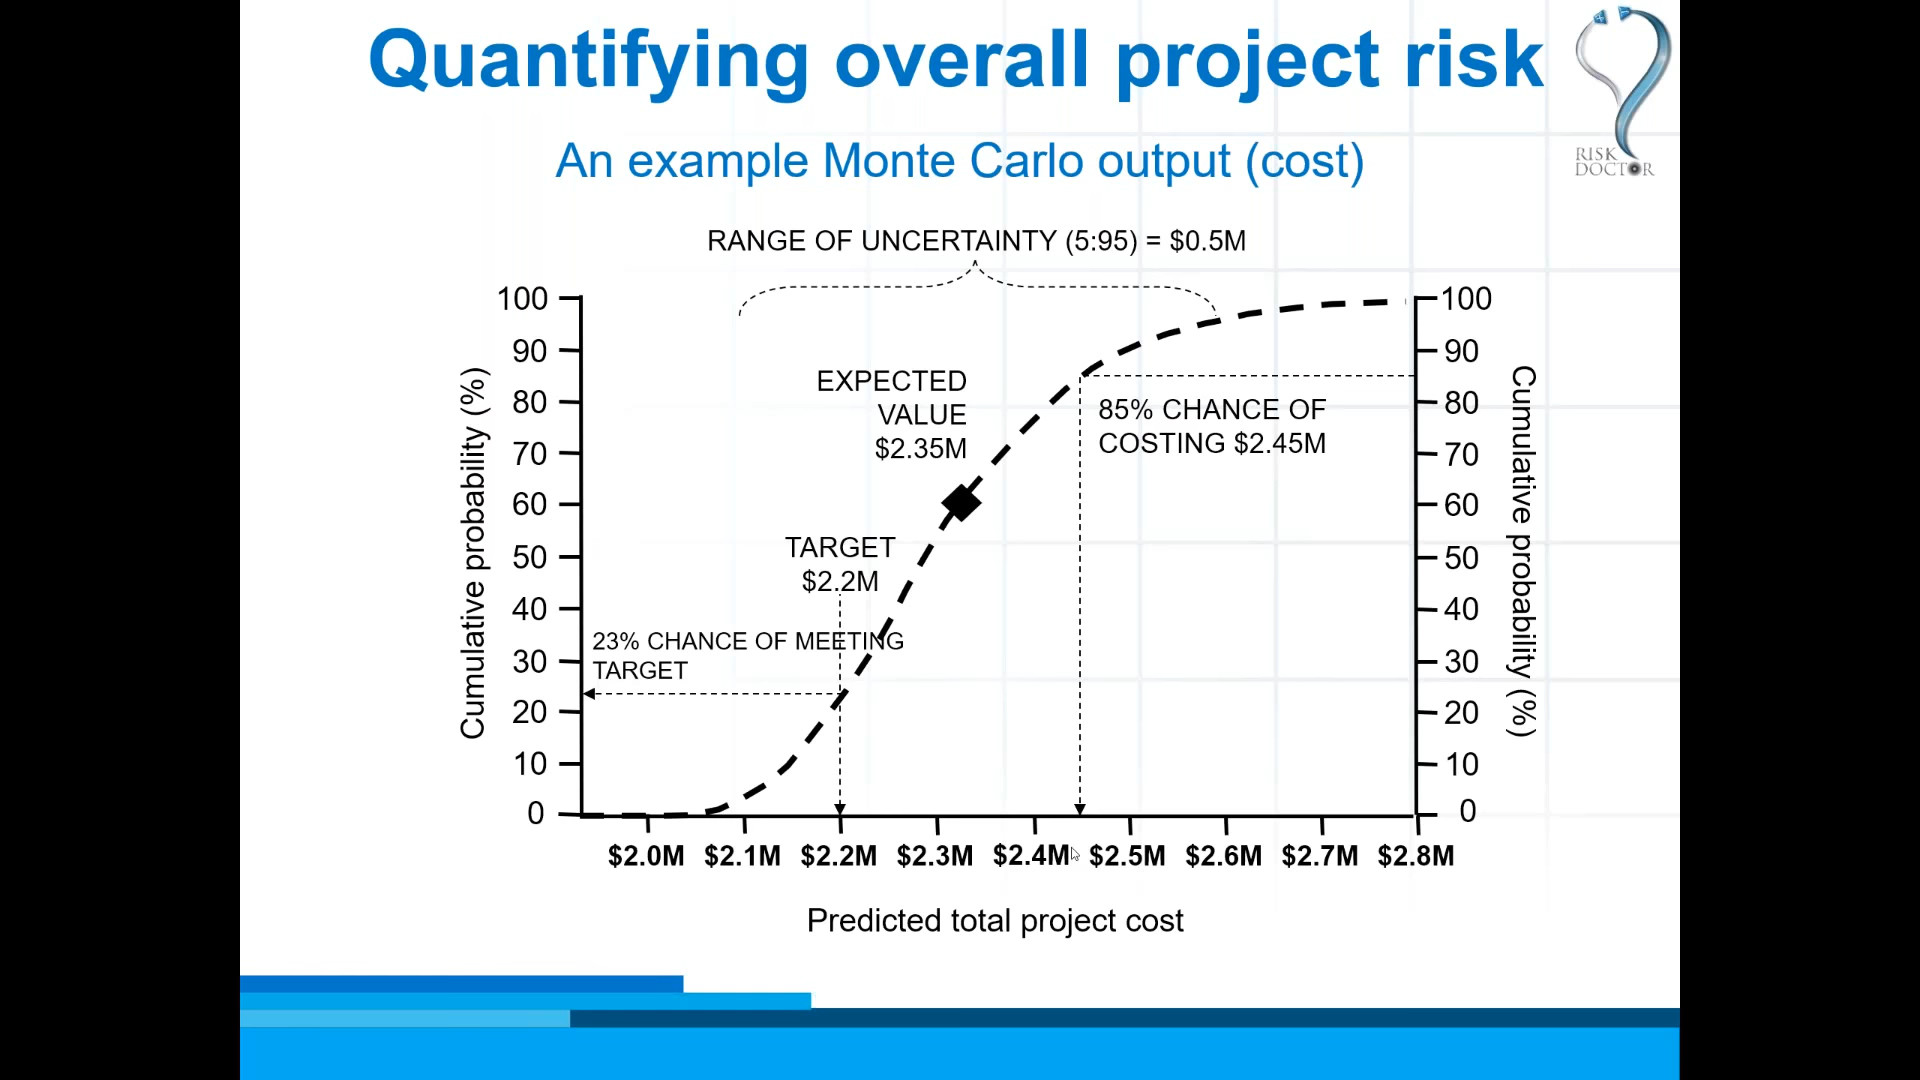 Quantifying overall project risk
RISK
DOCTOR
An example Monte Carlo output (cost)
RANGE OF UNCERTAINTY (5:95) = $0.5M
Cumulative probability (%)
100
90
80
70
60
50
40
30
20
10
0
EXPECTED
VALUE
$2.35M
TARGET
$2.2M
23% CHANCE OF MEETING
TARGET
85% CHANCE OF
COSTING $2.45M
100
90
80
70
60
50
40
30
20
10
0
Cumulative probability (%)
$2.0M $2.1M $2.2M $2.3M $2.4M $2.5M $2.6M $2.7M $2.8M
Predicted total project cost